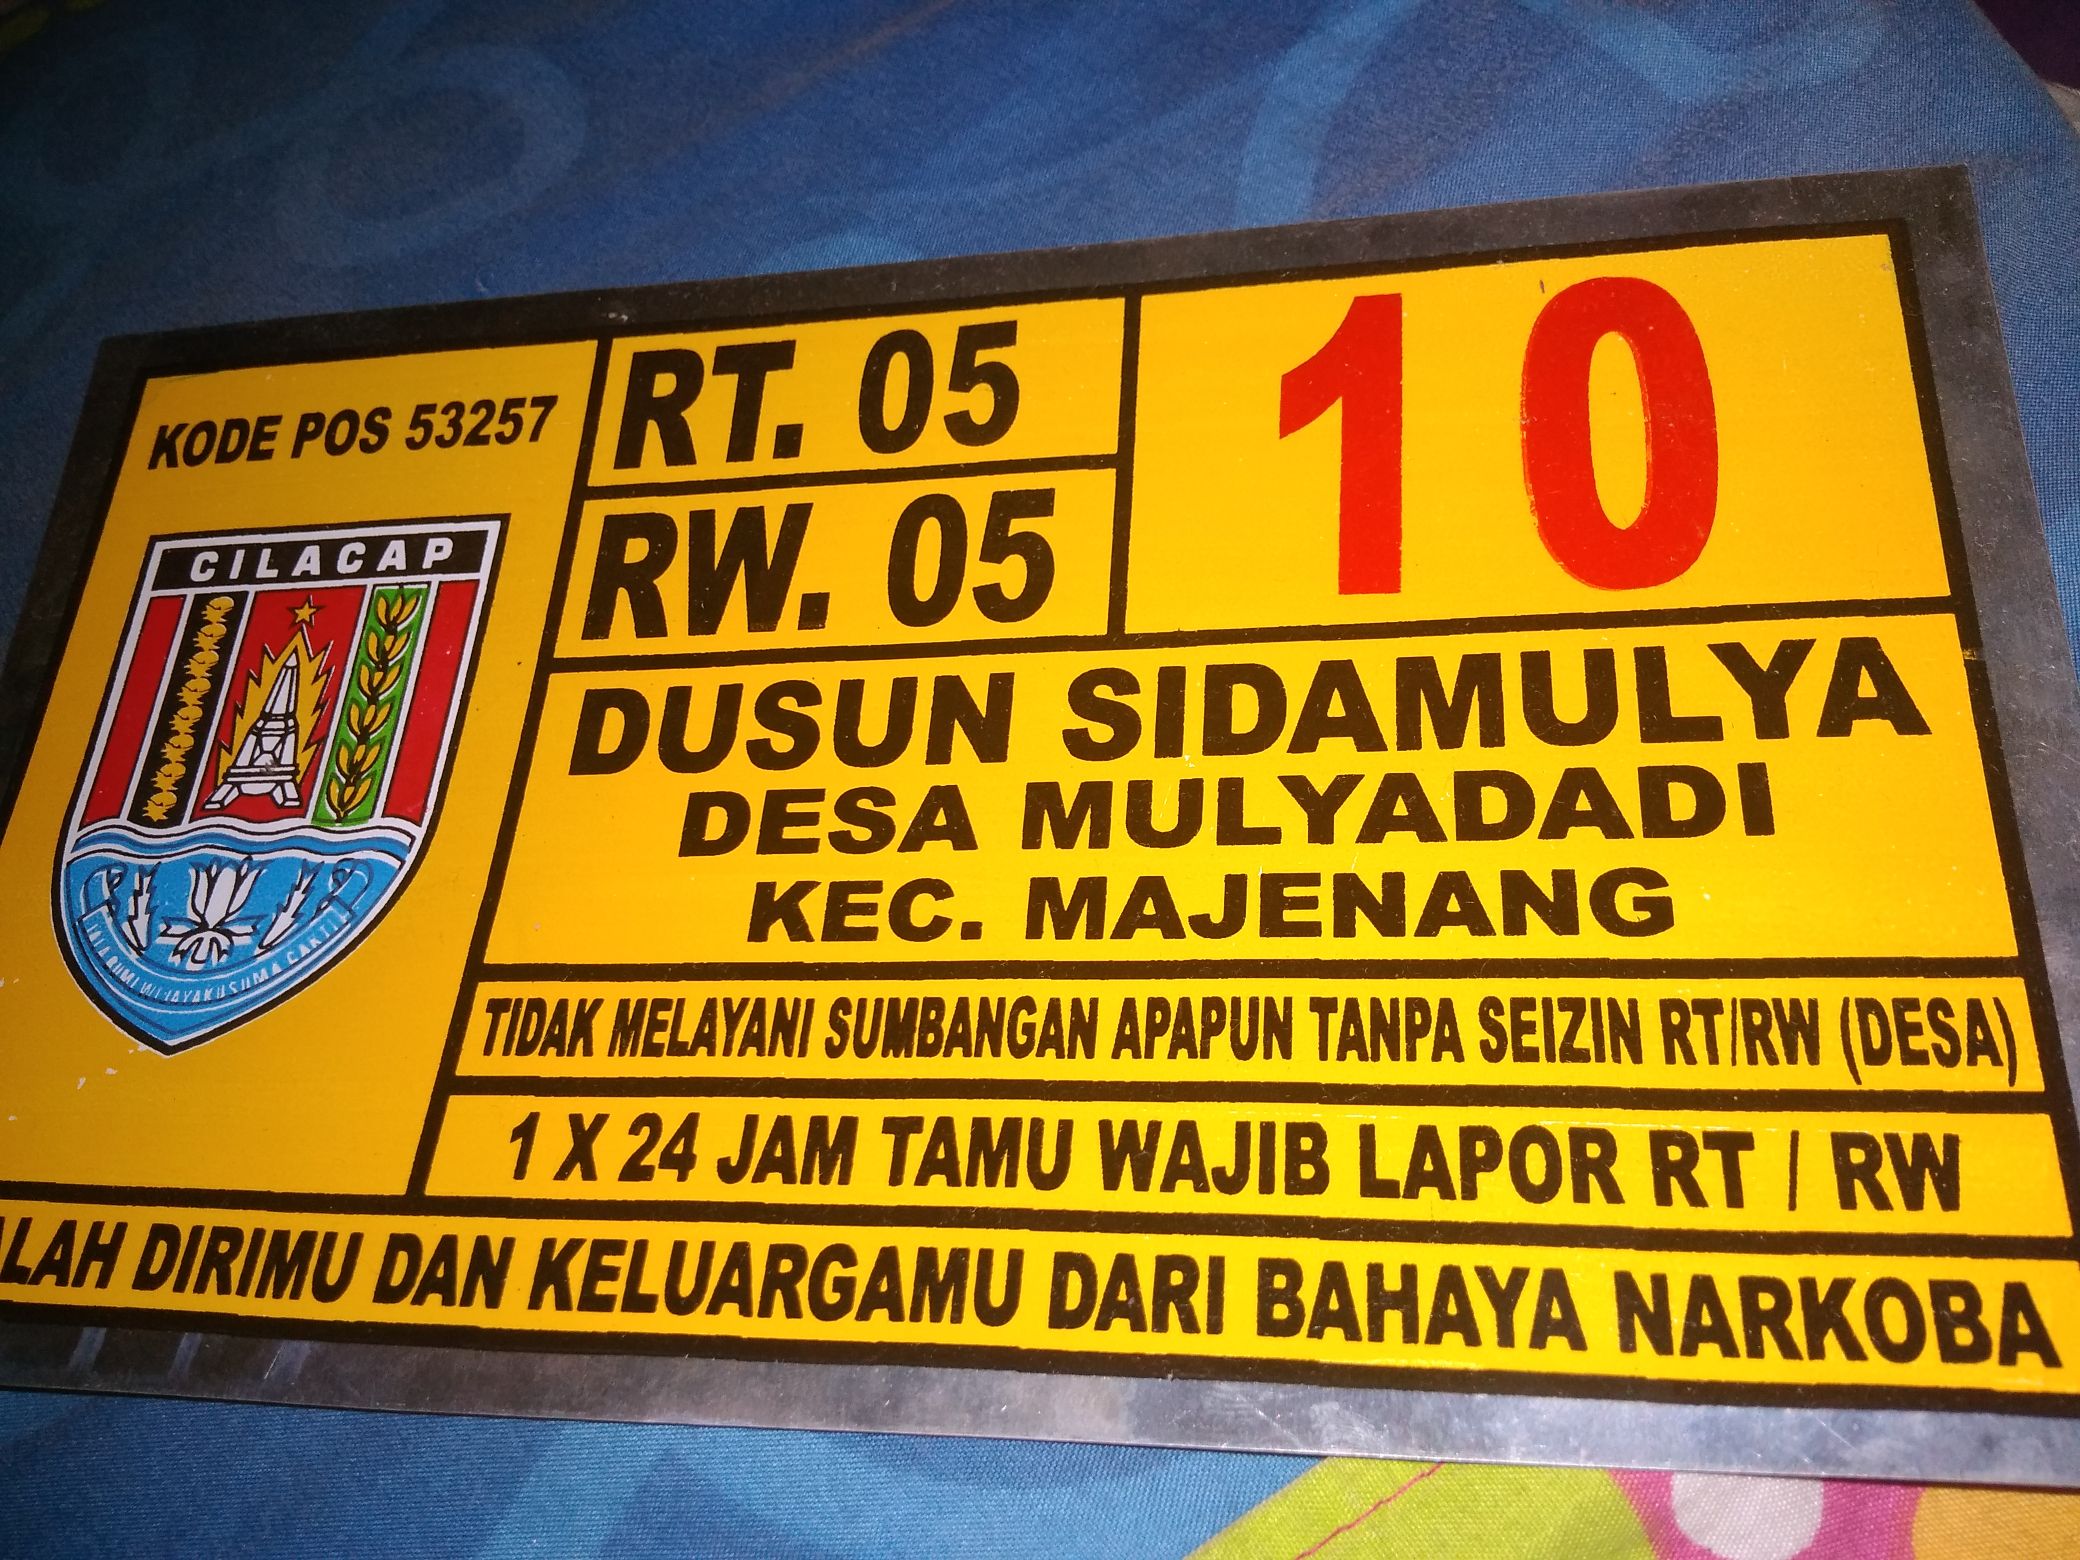 KODE POS 53257
RT. 05
RW. 05
10
CILACAP
DUSUN SIDAMULYA
DESA MULYADADI
KEC. MAJENANG
TIDAK MELAYANI SUMBANGAN APAPUN TANPA SEIZIN RT/RW (DESA)
1 X 24 JAM TAMU WAJIB LAPOR RT / RW
DIRIMU DAN KELUARGAMU DARI BAHAYA NARKOBA